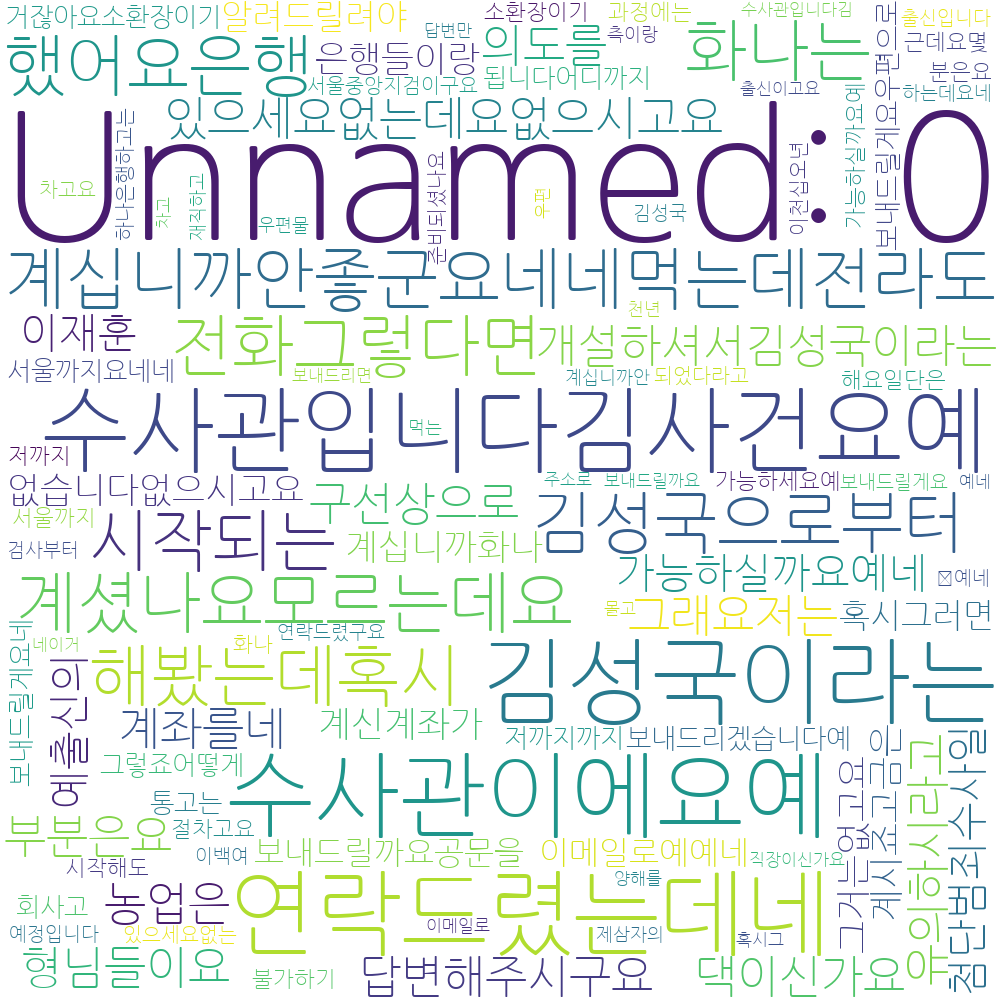 거잖아요소환장이기
알려드릴려야
답변만
소환장이기
과정에는
수사관입니다김
출신입니다
했어요은행
은행들이랑
의도를
측이랑
화나는
근데요몇
서울중앙지검이구요
됩니다어디까지
출신이고요
분은요
하는데요네
있으세요없는데요없으시고요
Unnamed: 0
하나은행하고는
차고요
차고
재직하고
우편물
준비되셨나요
우편
김성국
이천십오년
가능하실까요예
보내드릴게요우편으로
계십니까안좋군요네네먹는데전라도
천년
이재훈
전화그렇다면
개설하셔서김성국이라는
서울까지요네네
보내드리면
계십니까안
되었다라고
해요일단은
수사관입니다김사건요예
먹는
저까지
없습니다없으시고요
구선상으로
주소로
보내드릴까요
가능하세요예
보내드릴게요
예네
서울까지
시작되는
김성국으로부터
검사부터
계십니까화나
계셨나요모르는데요
가능하실까요예네
예네
물고
그래요저는
혹시그러면
보내드릴게요네
네이거
화나
연락드렸구요
예출신의
해봤는데혹시
김성국이라는
계좌를네
계신계좌가
저까지까지
보내드리겠습니다예
그렇죠어떻게
수사관이에요예
통고는
부분은요
절차고요
이백여
보내드릴까요공문을
이메일로예예네
직장이신가요
시작해도
양해를
그거는없고요
계시고곰은
유의하시라고
첨단범죄수사일
회사고
농업은
연락드렸는데네
예정입니다
있으세요없는
이메일로
제삼자의
혹시그
형님들이요
불가하기
답변해주시구요
댁이신가요